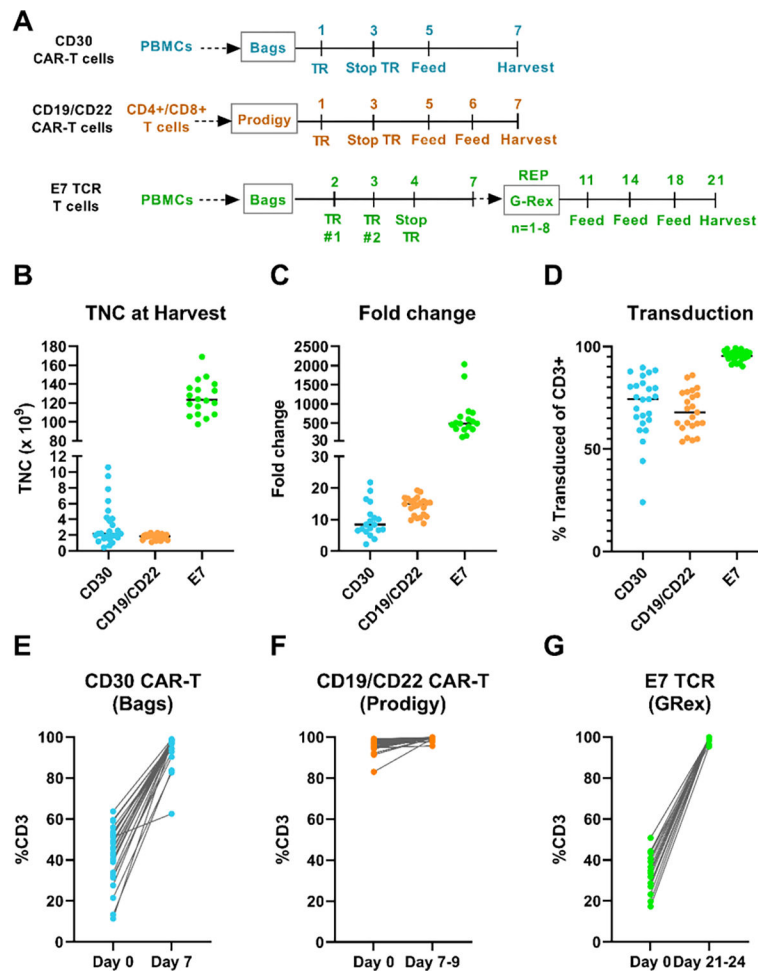 A
CD30
CAR-T cells
PBMCs
Bags
1 3 5 7
TR Stop TR Feed Harvest
CD19/CD22
CAR-T cells
CD4+/CD8+
T cells
Prodigy
1 3 5 6 7
TR Stop TR Feed Feed Harvest
E7 TCR
T cells
PBMCs
Bags
2 3 4 7
TR #1
TR #2
Stop TR
REP
G-Rex
n=1-8
11 14 18 21
Feed Feed Feed Harvest
B
TNC at Harvest
TNC (x 10⁹)
180
160
140
120
100
80
12
10
8
6
4
2
0
CD30 CD19/CD22 E7
C
Fold change
Fold change
2500
2000
1500
1000
500
30
30
20
10
0
CD30 CD19/CD22 E7
D
Transduction
% Transduced of CD3+
100
75
50
0
CD30 CD19/CD22 E7
E
CD30 CAR-T
(Bags)
%CD3
100
80
60
40
20
0
Day 0 Day 7
F
CD19/CD22 CAR-T
(Prodigy)
%CD3
100
80
60
40
20
0
Day 0 Day 7-9
G
E7 TCR
(GRex)
%CD3
100
80
60
40
20
0
Day 0 Day 21-24